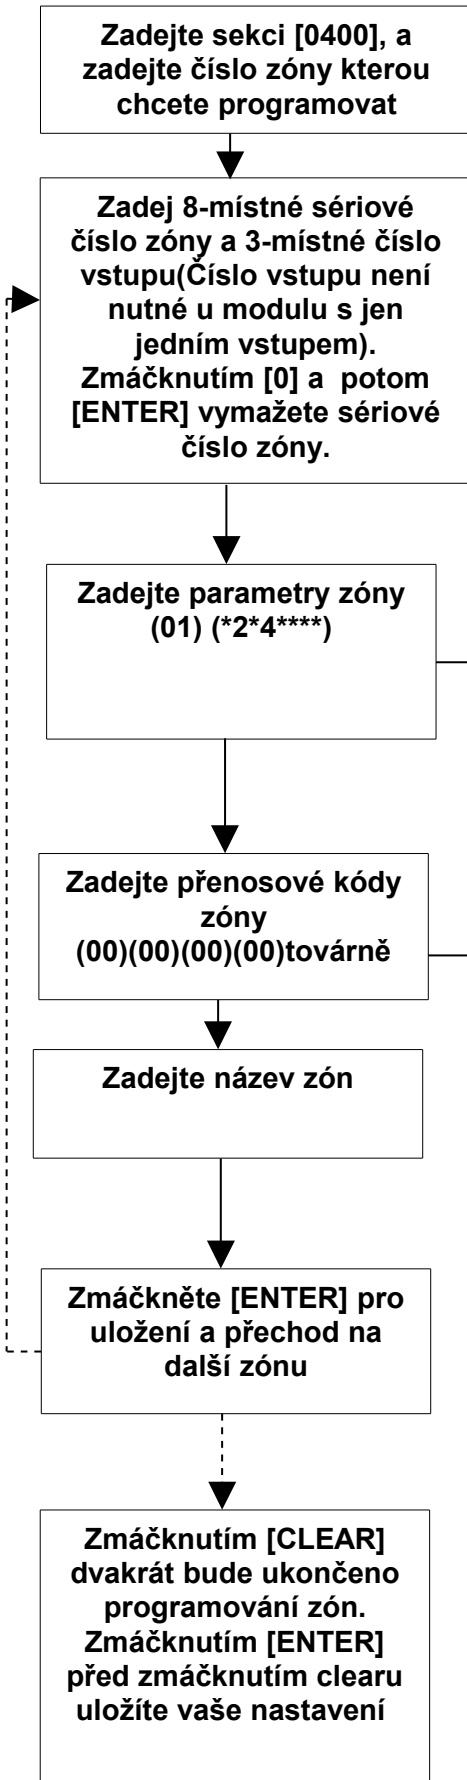 Zadejte sekci [0400], a
zadejte číslo zóny kterou
chcete programovat
Zadej 8-místné sériové
číslo zóny a 3-místné číslo
vstupu(Číslo vstupu není
nutné u modulu s jen
jedním vstupem).
Zmáčknutím [0] a potom
[ENTER] vymažete sériové
číslo zóny.
Zadejte parametry zóny
(01) (*2*4****)
Zadejte přenosové kódy
zóny
(00)(00)(00)(00)továrně
Zadejte název zón
Zmáčkněte [ENTER] pro
uložení a přechod na
další zónu
Zmáčknutím [CLEAR]
dvakrát bude ukončeno
programování zón.
Zmáčknutím [ENTER]
před zmáčknutím clearu
uložíte vaše nastavení